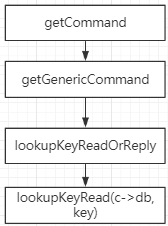 getCommand
getGenericCommand
lookupKeyReadOrReply
lookupKeyRead(c->db,
key)